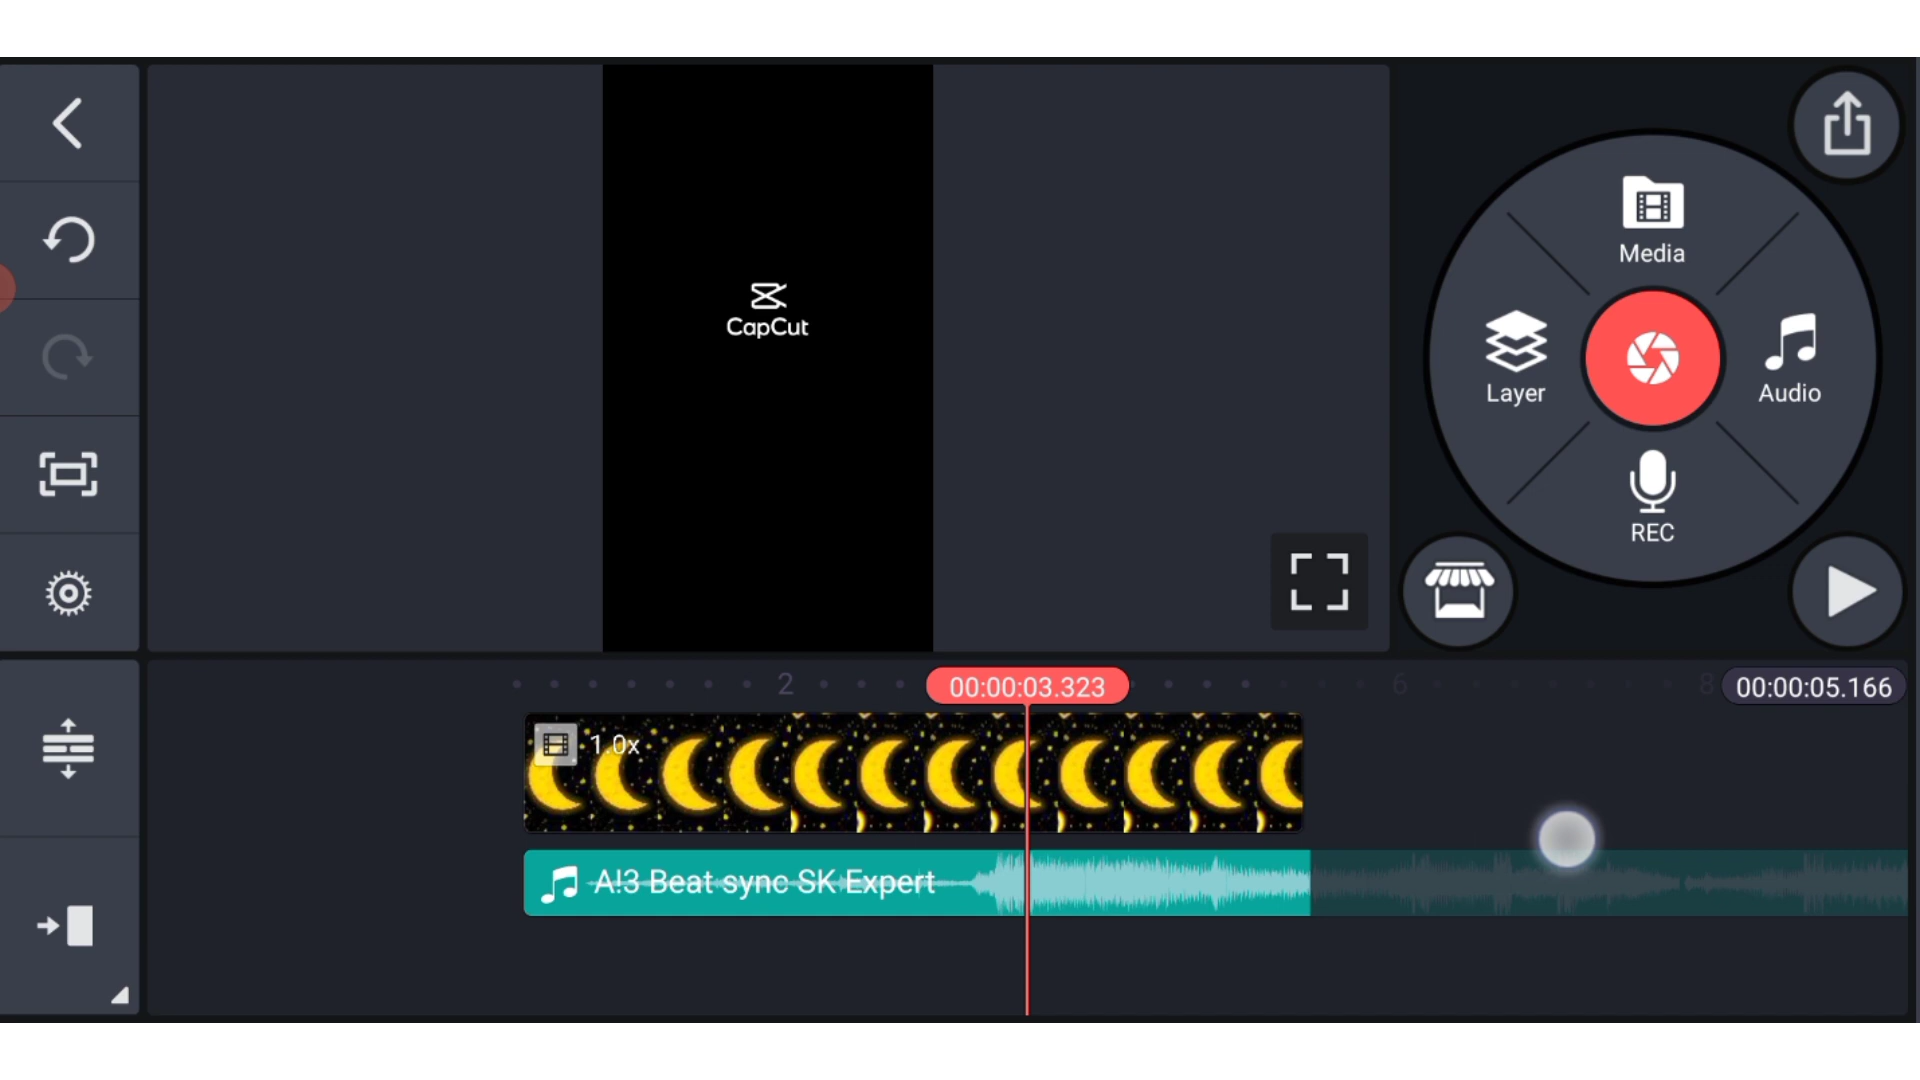 CapCut
Media
Layer
Audio
REC
2
00:00:03.323
6
8
00:00:05.166
1.0x
A!3 Beat sync SK Expert